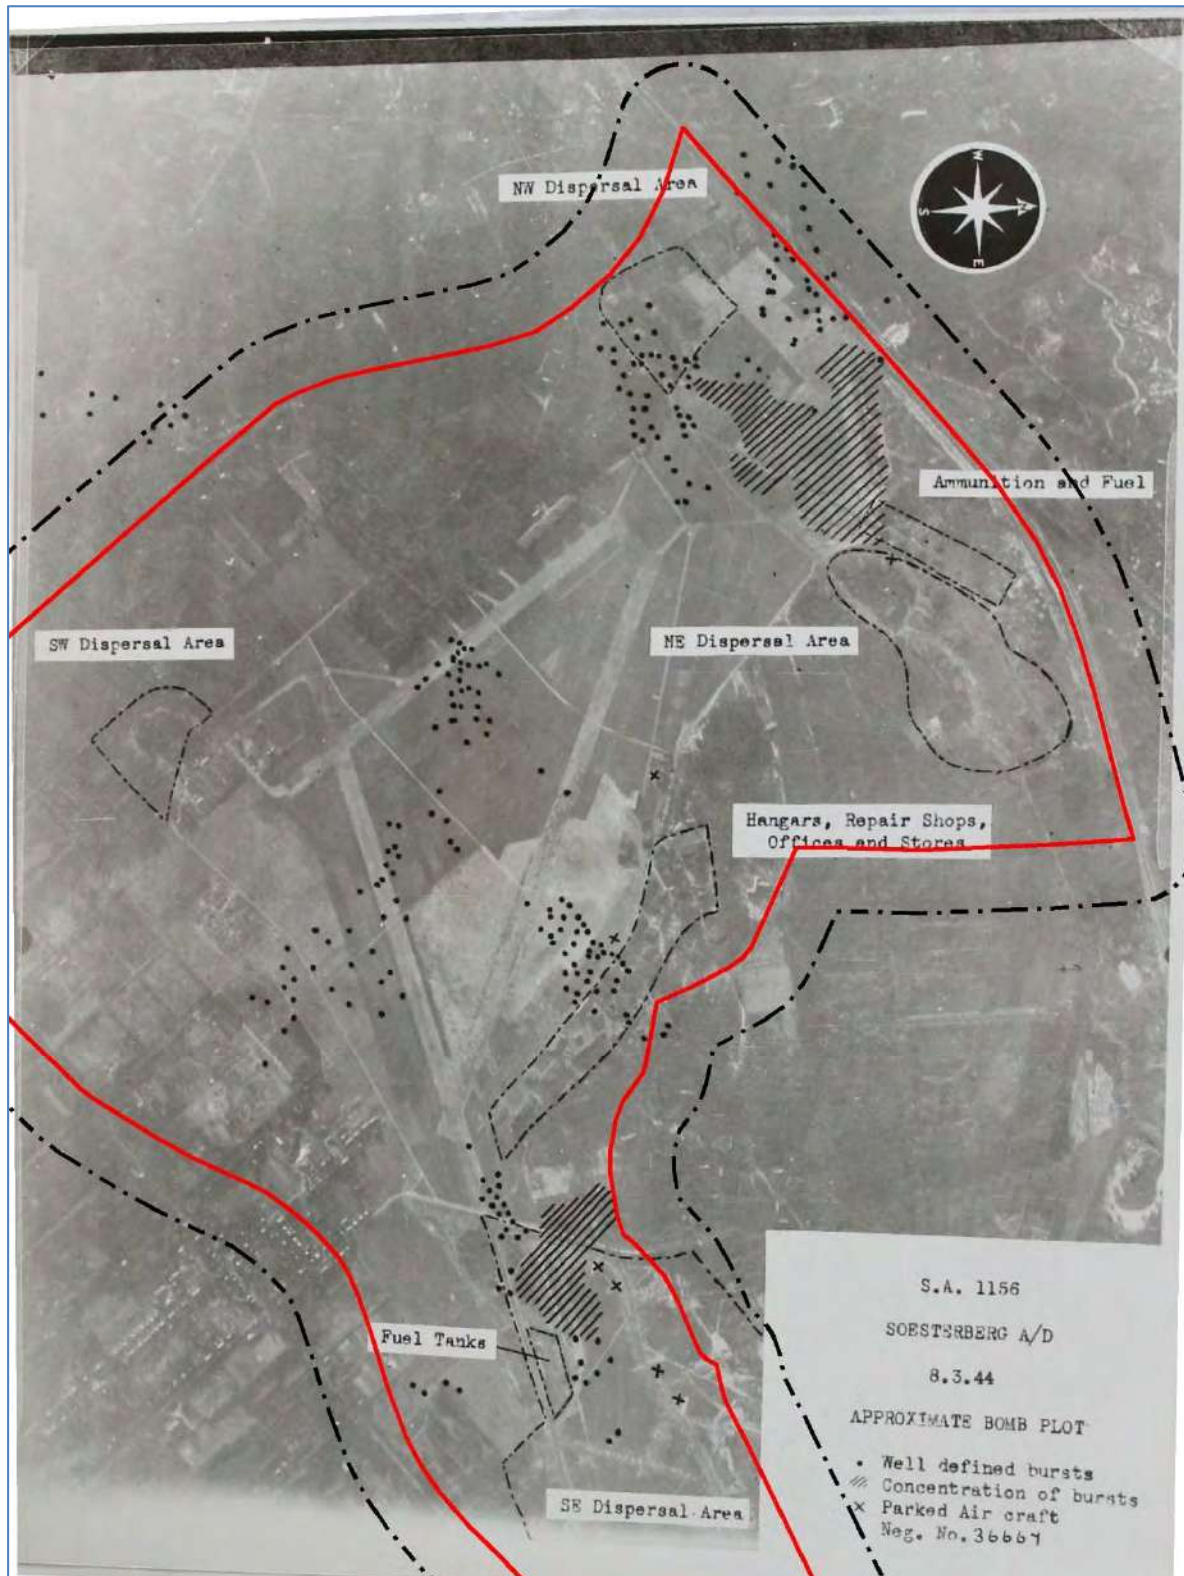 NW Dispersal Area
W
N
S
E
Ammunition and Fuel
SW Dispersal Area
NE Dispersal Area
Hangars, Repair Shops,
Offices and Stores
Fuel Tanks
SE Dispersal Area
S.A. 1156
SOESTERBERG A/D
8.3.44
APPROXIMATE BOMB PLOT
Well defined bursts
Concentration of bursts
Parked Air craft
Neg. No. 36667